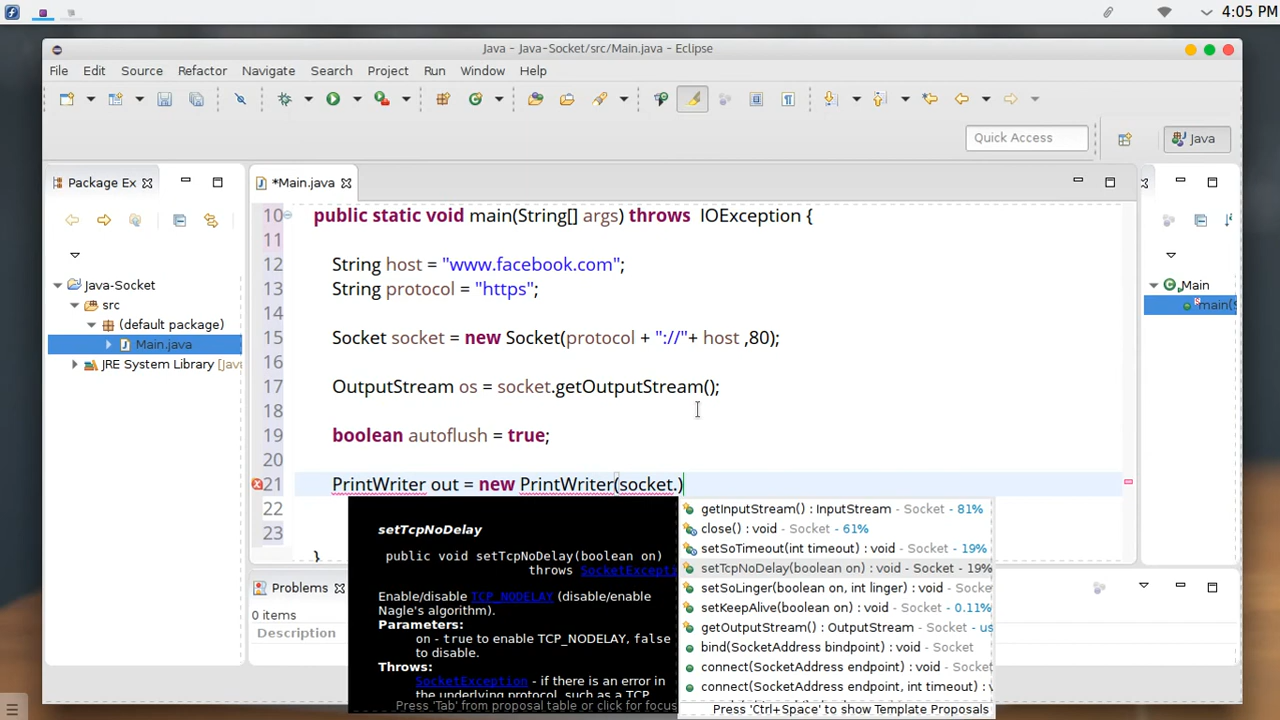 4:05 PM
Java - Java-Socket/src/Main.java - Eclipse
File Edit Source Refactor Navigate Search Project Run Window Help
Quick Access
Java
Package Ex
*Main.java
10 public static void main(String[] args) throws IOException {
11
12 String host = "www.facebook.com";
13 String protocol = "https";
14
15 Socket socket = new Socket(protocol + "://"+ host ,80);
16
17 OutputStream os = socket.getOutputStream();
18
19 boolean autoflush = true;
20
21 PrintWriter out = new PrintWriter(socket.)
22
23
}
Java-Socket
src
(default package)
Main.java
JRE System Library [Jav
Main
main(S
setTcpNoDelay
public void setTcpNoDelay(boolean on)
throws SocketExcepti
Enable/disable TCP_NODELAY (disable/enable
Nagle's algorithm).
Parameters:
on - true to enable TCP_NODELAY, false
to disable.
Throws:
SocketException - if there is an error in
the underlying protocol, such as a TCP
Press 'Tab' from proposal table or click for focus
getInputStream() : InputStream - Socket - 81%
close() : void - Socket - 61%
setSoTimeout(int timeout) : void - Socket - 19%
setTcpNoDelay(boolean on) : void - Socket - 19%
setSoLinger(boolean on, int linger) : void - Socket
setKeepAlive(boolean on) : void - Socket - 0.11%
getOutputStream() : OutputStream - Socket - us
bind(SocketAddress bindpoint) : void - Socket
connect(SocketAddress endpoint) : void - Socket
connect(SocketAddress endpoint, int timeout) : v
Press 'Ctrl+Space' to show Template Proposals
Problems
0 items
Description